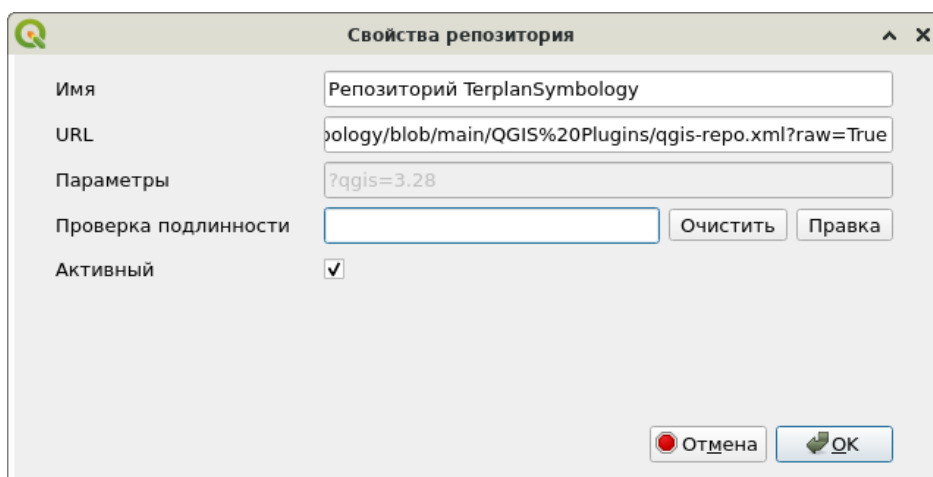 Свойства репозитория
Имя Репозиторий TerplanSymbology
URL ology/blob/main/QGIS%20Plugins/qgis-repo.xml?raw=True
Параметры ?qgis=3.28
Проверка подлинности Очистить Правка
Активный
Отмена OK